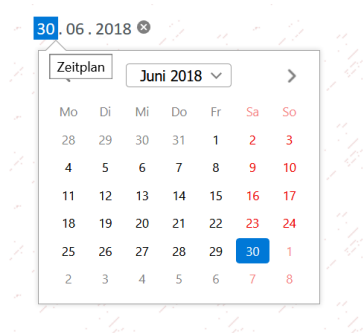 30.06.2018
Zeitplan
Juni 2018
Mo Di Mi Do Fr Sa So
28 29 30 31 1 2 3
4 5 6 7 8 9 10
11 12 13 14 15 16 17
18 19 20 21 22 23 24
25 26 27 28 29 30 1
2 3 4 5 6 7 8